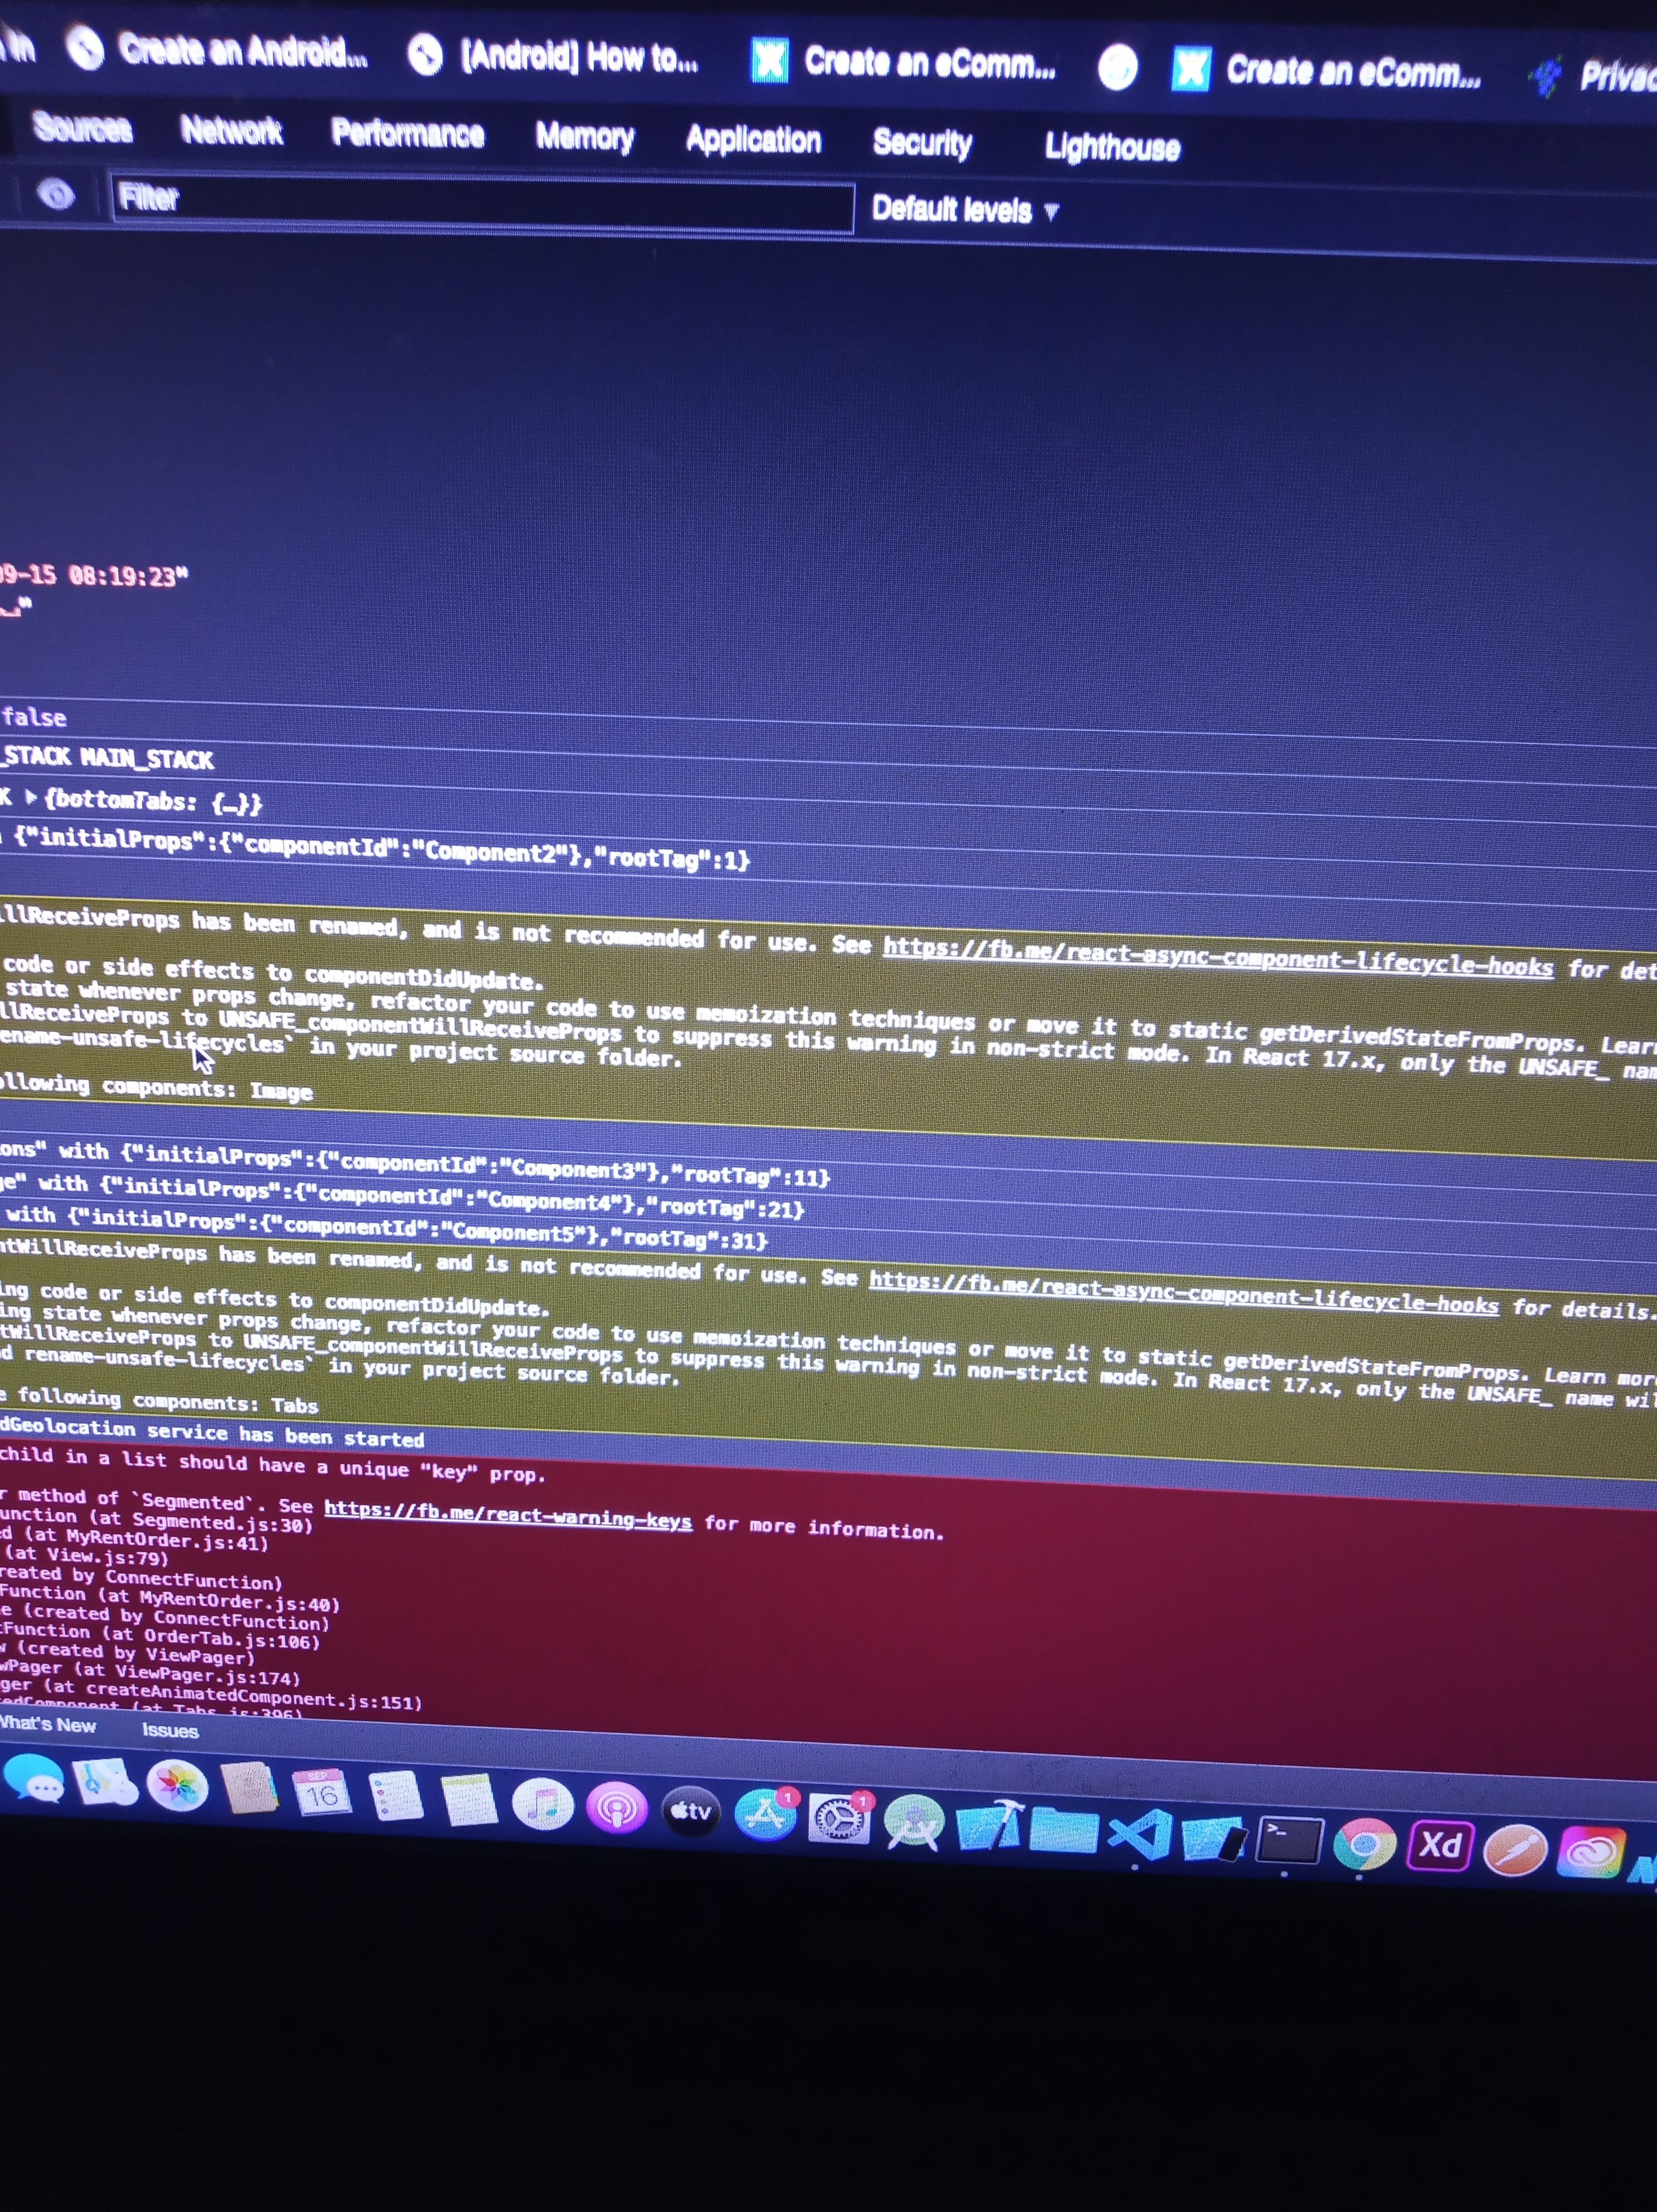 in
Create an Android...
[Android] How to...
Create an eComm...
Create an eComm...
Privac
Sources Network Performance Memory Application Security Lighthouse
Filter
Default levels ▼
09-15 08:19:23"
false
_STACK MAIN_STACK
K ▶{bottomTabs: {…}}
{"initialProps":{"componentId":"Component2"},"rootTag":1}
illReceiveProps has been renamed, and is not recommended for use. See https://fb.me/react-async-component-lifecycle-hooks for det
code or side effects to componentDidUpdate.
state whenever props change, refactor your code to use memoization techniques or move it to static getDerivedStateFromProps. Learn
llReceiveProps to UNSAFE_componentWillReceiveProps to suppress this warning in non-strict mode. In React 17.x, only the UNSAFE_ nam
ename-unsafe-lifecycles` in your project source folder.
ollowing components: Image
ons" with {"initialProps":{"componentId":"Component3"},"rootTag":11}
ge" with {"initialProps":{"componentId":"Component4"},"rootTag":21}
with {"initialProps":{"componentId":"Component5"},"rootTag":31}
ntWillReceiveProps has been renamed, and is not recommended for use. See https://fb.me/react-async-component-lifecycle-hooks for details.
ing code or side effects to componentDidUpdate.
ing state whenever props change, refactor your code to use memoization techniques or move it to static getDerivedStateFromProps. Learn more
tWillReceiveProps to UNSAFE_componentWillReceiveProps to suppress this warning in non-strict mode. In React 17.x, only the UNSAFE_ name wil
d rename-unsafe-lifecycles` in your project source folder.
e following components: Tabs
dGeolocation service has been started
child in a list should have a unique "key" prop.
r method of `Segmented`. See https://fb.me/react-warning-keys for more information.
unction (at Segmented.js:30)
ed (at MyRentOrder.js:41)
(at View.js:79)
reated by ConnectFunction)
Function (at MyRentOrder.js:40)
e (created by ConnectFunction)
tFunction (at OrderTab.js:106)
w (created by ViewPager)
wPager (at ViewPager.js:174)
ger (at createAnimatedComponent.js:151)
edComponent (at Tabs.js:396)
What's New Issues
SEP
16
tv
1
1
Xd